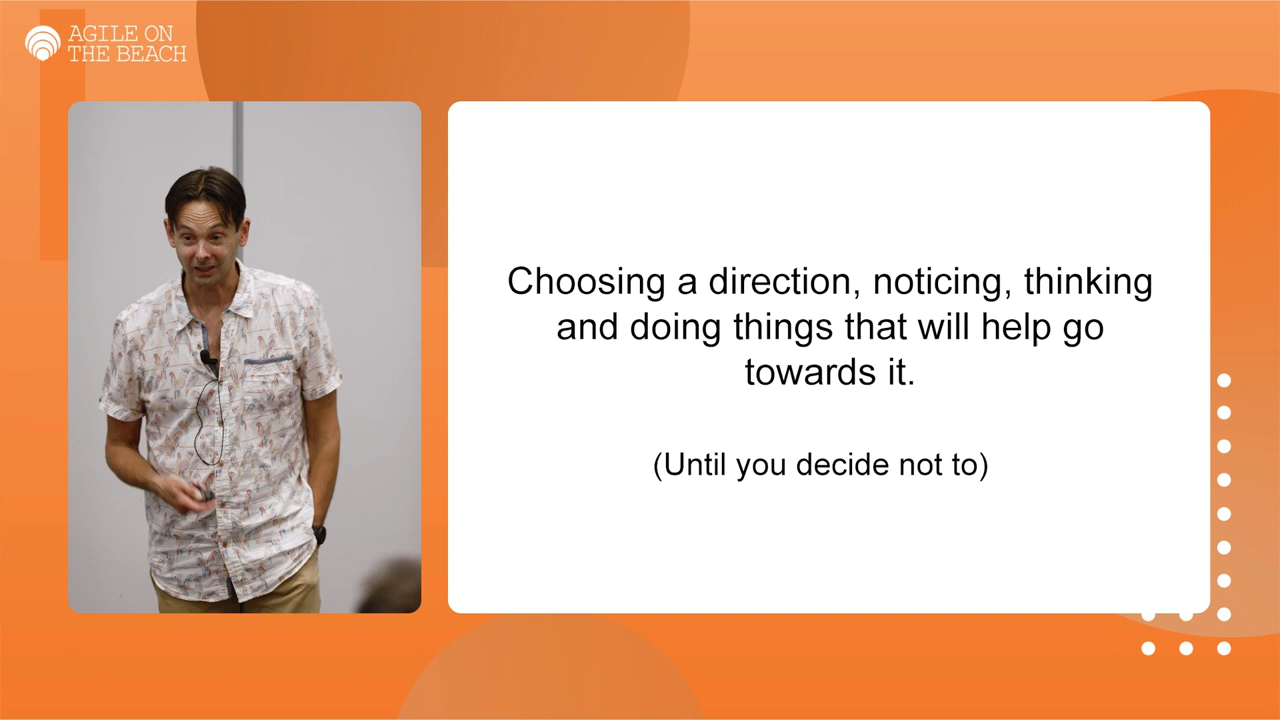 AGILE ON
THE BEACH
Choosing a direction, noticing, thinking
and doing things that will help go
towards it.
(Until you decide not to)